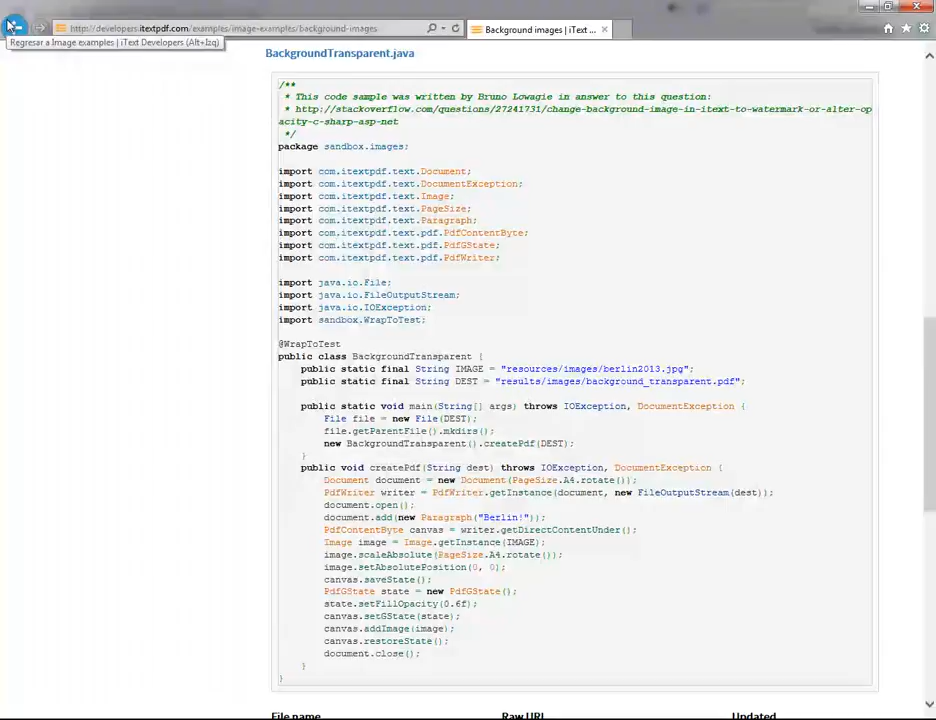 http://developers.itextpdf.com/examples/image-examples/background-images
Background images | iText ...
Regresar a Image examples | iText Developers (Alt+Izq)
BackgroundTransparent.java
/**
* This code sample was written by Bruno Lowagie in answer to this question:
* http://stackoverflow.com/questions/27241731/change-background-image-in-itext-to-watermark-or-alter-op
acity-c-sharp-asp-net
*/
package sandbox.images;
import com.itextpdf.text.Document;
import com.itextpdf.text.DocumentException;
import com.itextpdf.text.Image;
import com.itextpdf.text.PageSize;
import com.itextpdf.text.Paragraph;
import com.itextpdf.text.pdf.PdfContentByte;
import com.itextpdf.text.pdf.PdfGState;
import com.itextpdf.text.pdf.PdfWriter;
import java.io.File;
import java.io.FileOutputStream;
import java.io.IOException;
import sandbox.WrapToTest;
@WrapToTest
public class BackgroundTransparent {
public static final String IMAGE = "resources/images/berlin2013.jpg";
public static final String DEST = "results/images/background_transparent.pdf";
public static void main(String[] args) throws IOException, DocumentException {
File file = new File(DEST);
file.getParentFile().mkdirs();
new BackgroundTransparent().createPdf(DEST);
}
public void createPdf(String dest) throws IOException, DocumentException {
Document document = new Document(PageSize.A4.rotate());
PdfWriter writer = PdfWriter.getInstance(document, new FileOutputStream(dest));
document.open();
document.add(new Paragraph("Berlin!"));
PdfContentByte canvas = writer.getDirectContentUnder();
Image image = Image.getInstance(IMAGE);
image.scaleAbsolute(PageSize.A4.rotate());
image.setAbsolutePosition(0, 0);
canvas.saveState();
PdfGState state = new PdfGState();
state.setFillOpacity(0.6f);
canvas.setGState(state);
canvas.addImage(image);
canvas.restoreState();
document.close();
}
}
File name Raw URL Updated